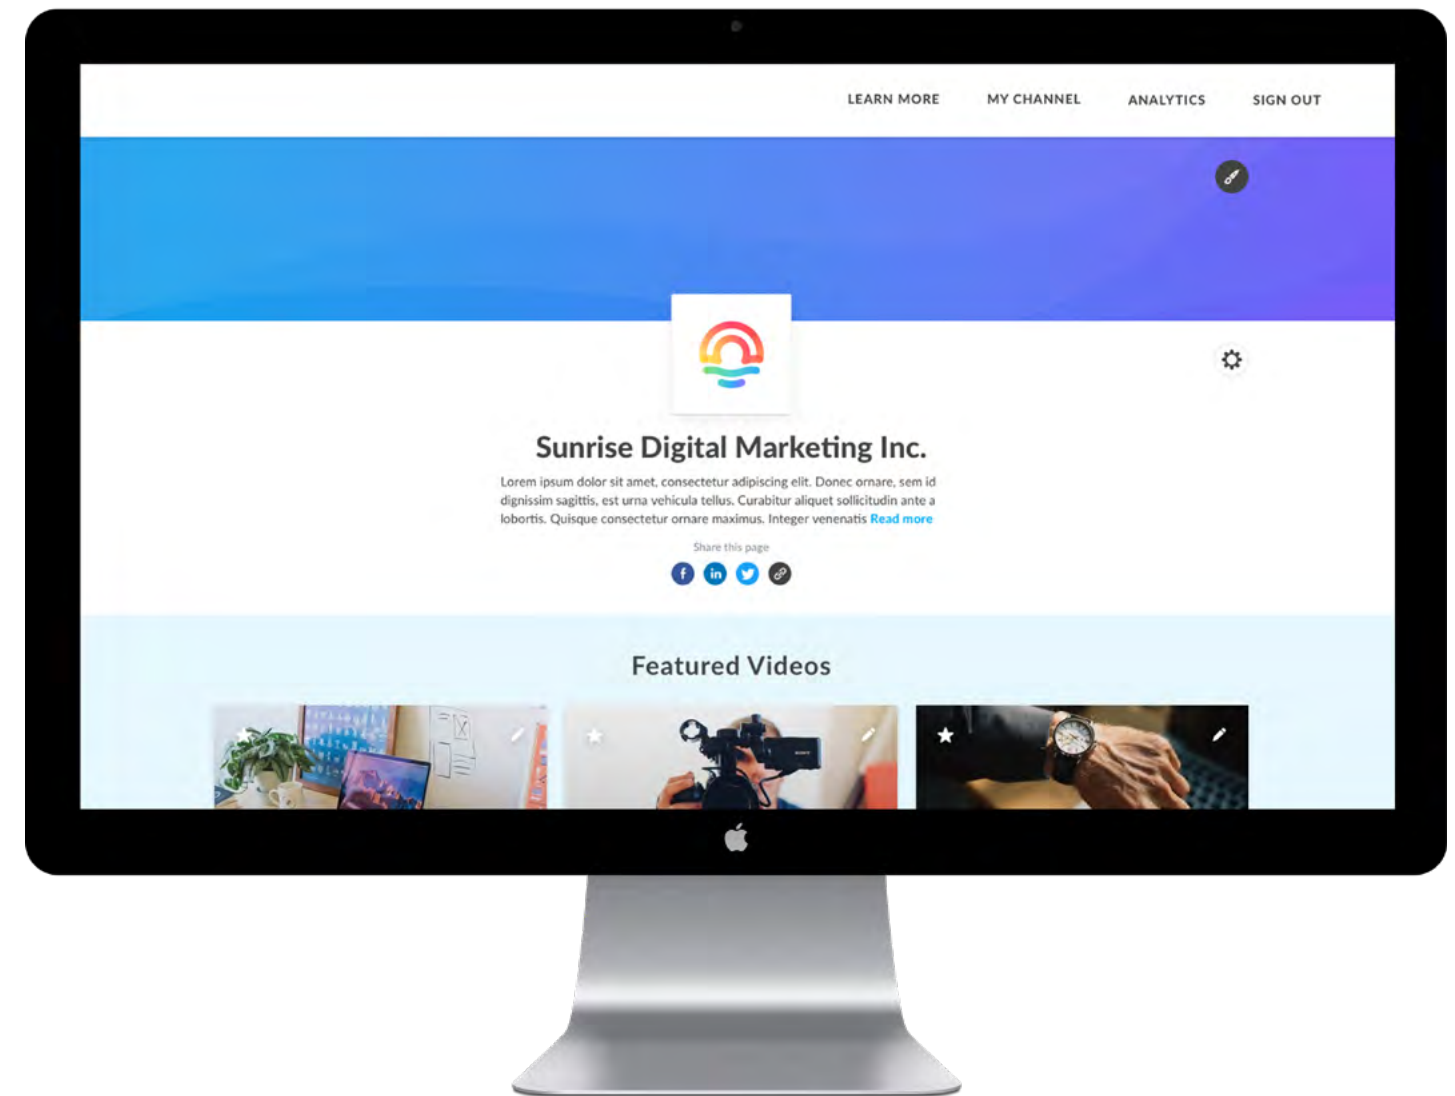 LEARN MORE MY CHANNEL ANALYTICS SIGN OUT
Sunrise Digital Marketing Inc.
Lorem ipsum dolor sit amet, consectetur adipiscing elit. Donec ornare, sem id
dignissim sagittis, est urna vehicula tellus. Curabitur aliquet sollicitudin ante a
lobortis. Quisque consectetur ornare maximus. Integer venenatis Read more
Share this page
Featured Videos
SONY